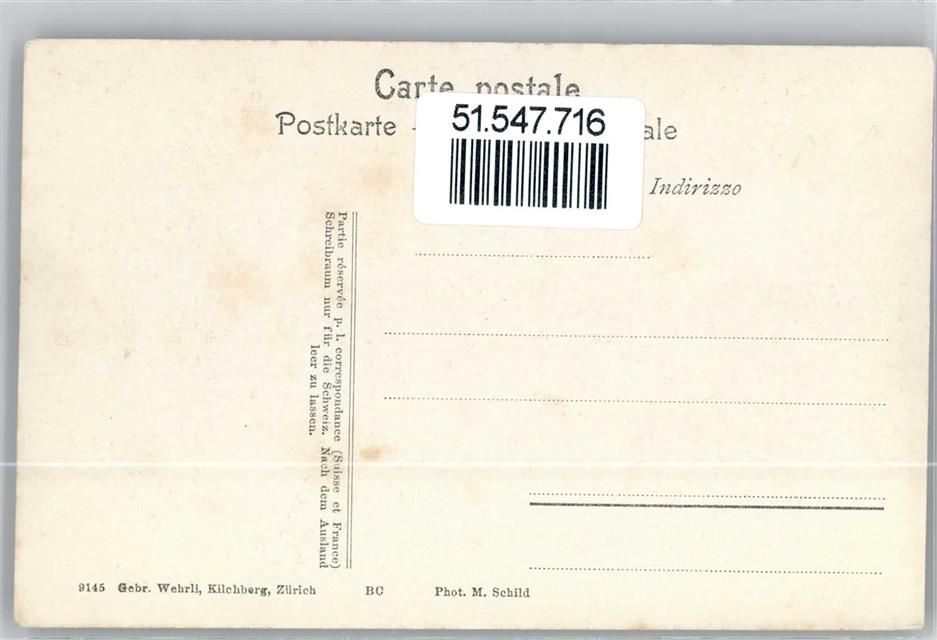 Carte postale
Postkarte
51.547.716
Indirizzo
Partie réservée p. l. correspondance (Suisse et France)
Schreibraum nur für die Schweiz. Nach dem Ausland
leer zu lassen.
9145 Gebr. Wehrli, Kilchberg, Zürich BC Phot. M. Schild